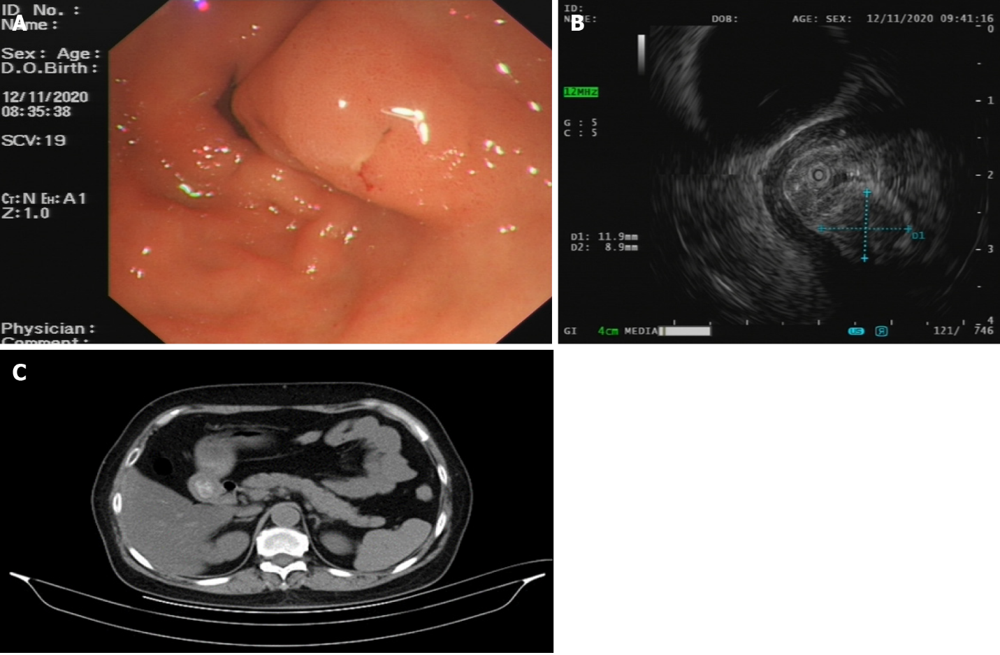 A
ID No. :
Name :
Sex: Age:
D.O.Birth:
12/11/2020
08:35:38
SCV:19
CT:N EH:A1
Z:1.0
Physician:
Comment:
B
ID:
NAME: DOB: AGE: SEX: 12/11/2020 09:41:16
0
12MHz
1
G : 5
C : 5
2
D1: 11.9mm
D2: 8.9mm
D1
3
4
GI 4cm MEDIA US R 121/ 746
C